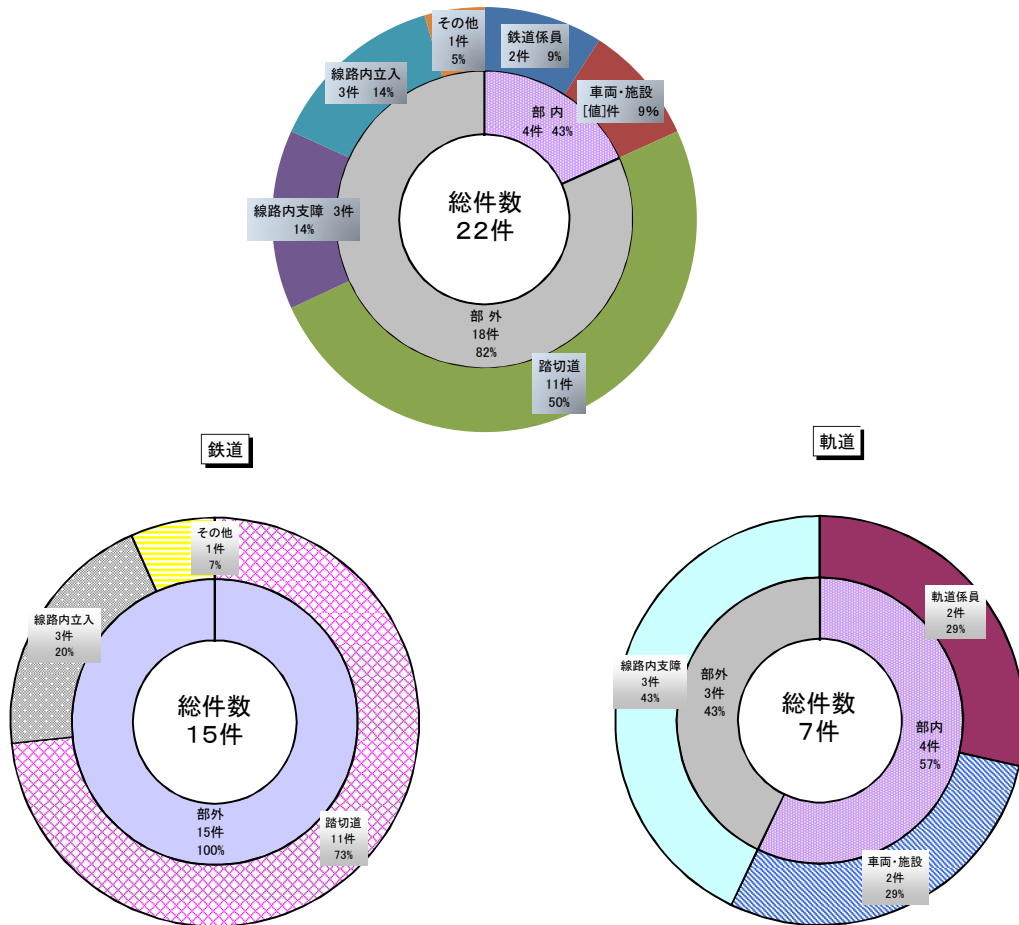 その他
1件
5%
鉄道係員
2件 9%
線路内立入
3件 14%
車両・施設
[値]件 9%
部 内
4件 43%
総件数
22件
線路内支障 3件
14%
部 外
18件
82%
踏切道
11件
50%
鉄道
軌道
その他
1件
7%
線路内立入
3件
20%
総件数
15件
部外
15件
100%
踏切道
11件
73%
軌道係員
2件
29%
線路内支障
3件
43%
部外
3件
43%
総件数
7件
部内
4件
57%
車両・施設
2件
29%